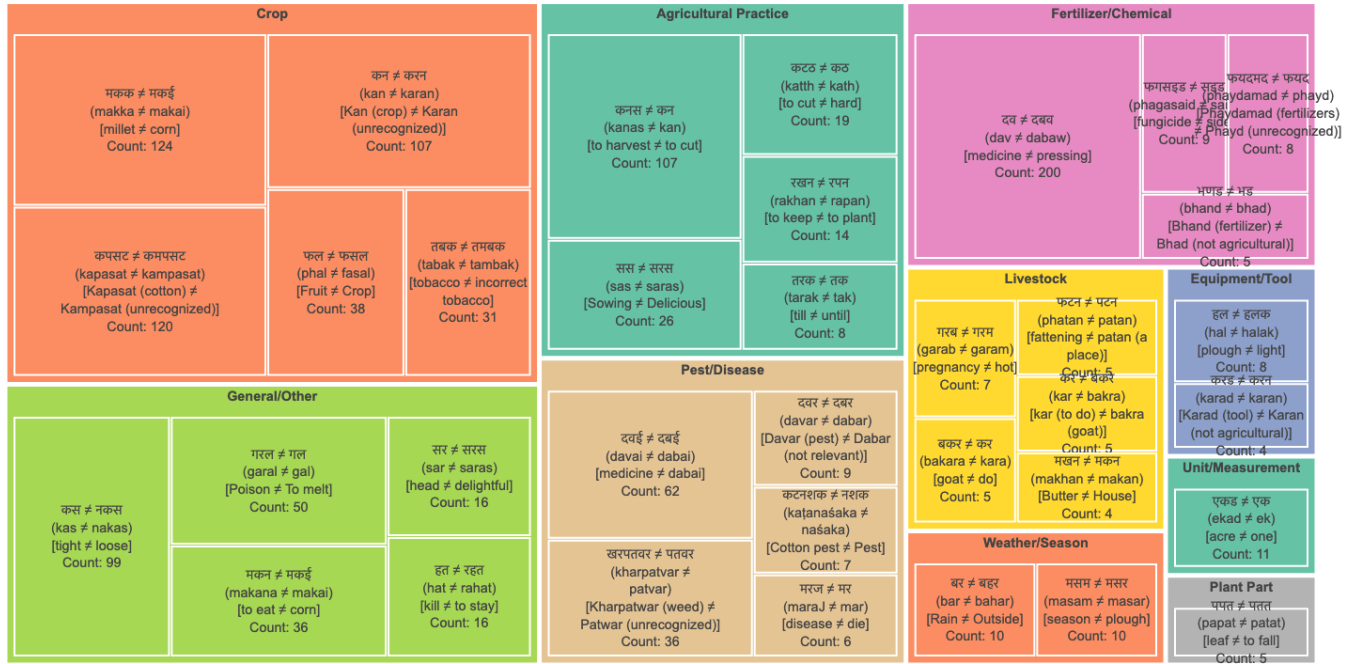 Crop
मकक ≠ मकई
(makka ≠ makai)
[millet ≠ corn]
Count: 124
कन ≠ करन
(kan ≠ karan)
[Kan (crop) ≠ Karan
(unrecognized)]
Count: 107
कपसट ≠ कमपसट
(kapasat ≠ kampasat)
[Kapasat (cotton) ≠
Kampasat (unrecognized)]
Count: 120
फल ≠ फसल
(phal ≠ fasal)
[Fruit ≠ Crop]
Count: 38
तबक ≠ तमबक
(tabak ≠ tambak)
[tobacco ≠ incorrect
tobacco]
Count: 31
General/Other
कस ≠ नकस
(kas ≠ nakas)
[tight ≠ loose]
Count: 99
गरल ≠ गल
(garal ≠ gal)
[Poison ≠ To melt]
Count: 50
सर ≠ सरस
(sar ≠ saras)
[head ≠ delightful]
Count: 16
मकन ≠ मकई
(makana ≠ makai)
[to eat ≠ corn]
Count: 36
हत ≠ रहत
(hat ≠ rahat)
[kill ≠ to stay]
Count: 16
Agricultural Practice
कनस ≠ कन
(kanas ≠ kan)
[to harvest ≠ to cut]
Count: 107
कटठ ≠ कठ
(katth ≠ kath)
[to cut ≠ hard]
Count: 19
रखन ≠ रपन
(rakhan ≠ rapan)
[to keep ≠ to plant]
Count: 14
सस ≠ सरस
(sas ≠ saras)
[Sowing ≠ Delicious]
Count: 26
तरक ≠ तक
(tarak ≠ tak)
[till ≠ until]
Count: 8
Pest/Disease
दवई ≠ दबई
(davai ≠ dabai)
[medicine ≠ dabai]
Count: 62
दवर ≠ दबर
(davar ≠ dabar)
[Davar (pest) ≠ Dabar
(not relevant)]
Count: 9
कटनशक ≠ नशक
(kaṭanaśaka ≠
naśaka)
[Cotton pest ≠ Pest]
Count: 7
खरपतवर ≠ पतवर
(kharpatvar ≠
patvar)
[Kharpatwar (weed) ≠
Patwar (unrecognized)]
Count: 36
मरज ≠ मर
(maraJ ≠ mar)
[disease ≠ die]
Count: 6
Fertilizer/Chemical
दव ≠ दबव
(dav ≠ dabaw)
[medicine ≠ pressing]
Count: 200
फगसइड ≠ सइड
(phagasaid ≠ sai
[fungicide ≠ side
Count: 9
फयदमद ≠ फयद
(phaydamad ≠ phayd)
[Phaydamad (fertilizers)
≠ Phayd (unrecognized)]
Count: 8
भणड ≠ भड
(bhand ≠ bhad)
[Bhand (fertilizer) ≠
Bhad (not agricultural)]
Count: 5
Livestock
गरब ≠ गरम
(garab ≠ garam)
[pregnancy ≠ hot]
Count: 7
फटन ≠ पटन
(phatan ≠ patan)
[fattening ≠ patan (a
place)]
Count: 5
कर ≠ बकर
(kar ≠ bakra)
[kar (to do) ≠ bakra
(goat)]
Count: 5
बकर ≠ कर
(bakara ≠ kara)
[goat ≠ do]
Count: 5
मखन ≠ मकन
(makhan ≠ makan)
[Butter ≠ House]
Count: 4
Equipment/Tool
हल ≠ हलक
(hal ≠ halak)
[plough ≠ light]
Count: 8
करड ≠ करन
(karad ≠ karan)
[Karad (tool) ≠ Karan
(not agricultural)]
Count: 4
Unit/Measurement
एकड ≠ एक
(ekad ≠ ek)
[acre ≠ one]
Count: 11
Weather/Season
बर ≠ बहर
(bar ≠ bahar)
[Rain ≠ Outside]
Count: 10
मसम ≠ मसर
(masam ≠ masar)
[season ≠ plough]
Count: 10
Plant Part
पपत ≠ पतत
(papat ≠ patat)
[leaf ≠ to fall]
Count: 5